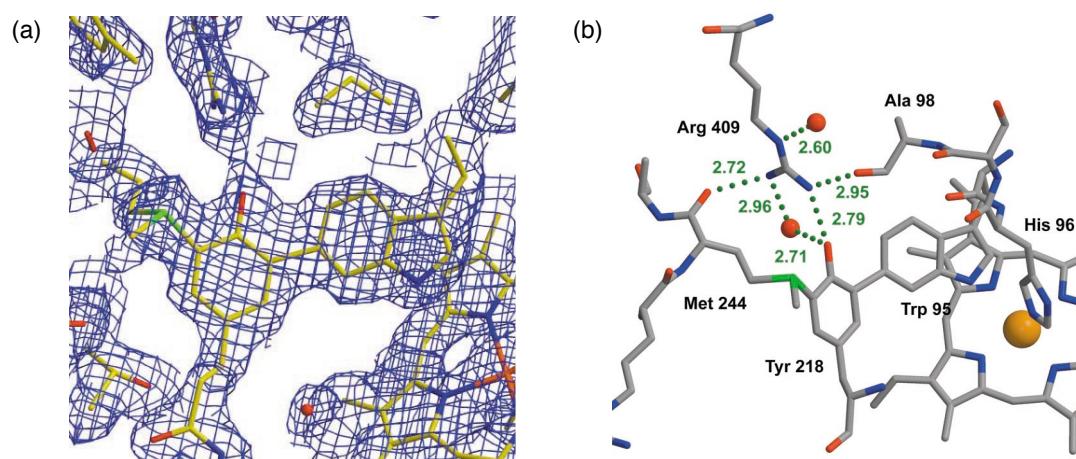 (a)
(b)
Ala 98
Arg 409
2.60
2.72
2.95
2.96
2.79
His 96
2.71
Met 244
Trp 95
Tyr 218